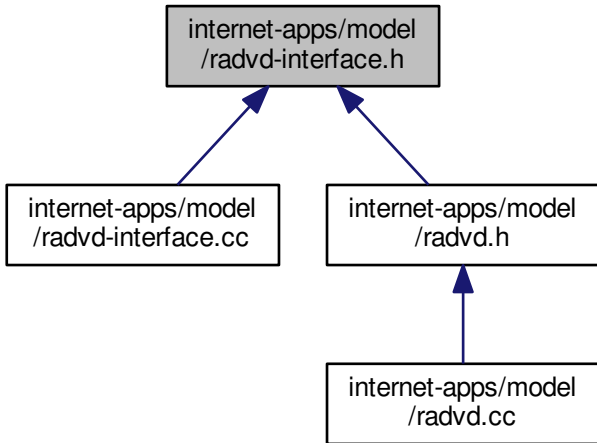 internet-apps/model
/radvd-interface.h
internet-apps/model
/radvd-interface.cc
internet-apps/model
/radvd.h
internet-apps/model
/radvd.cc